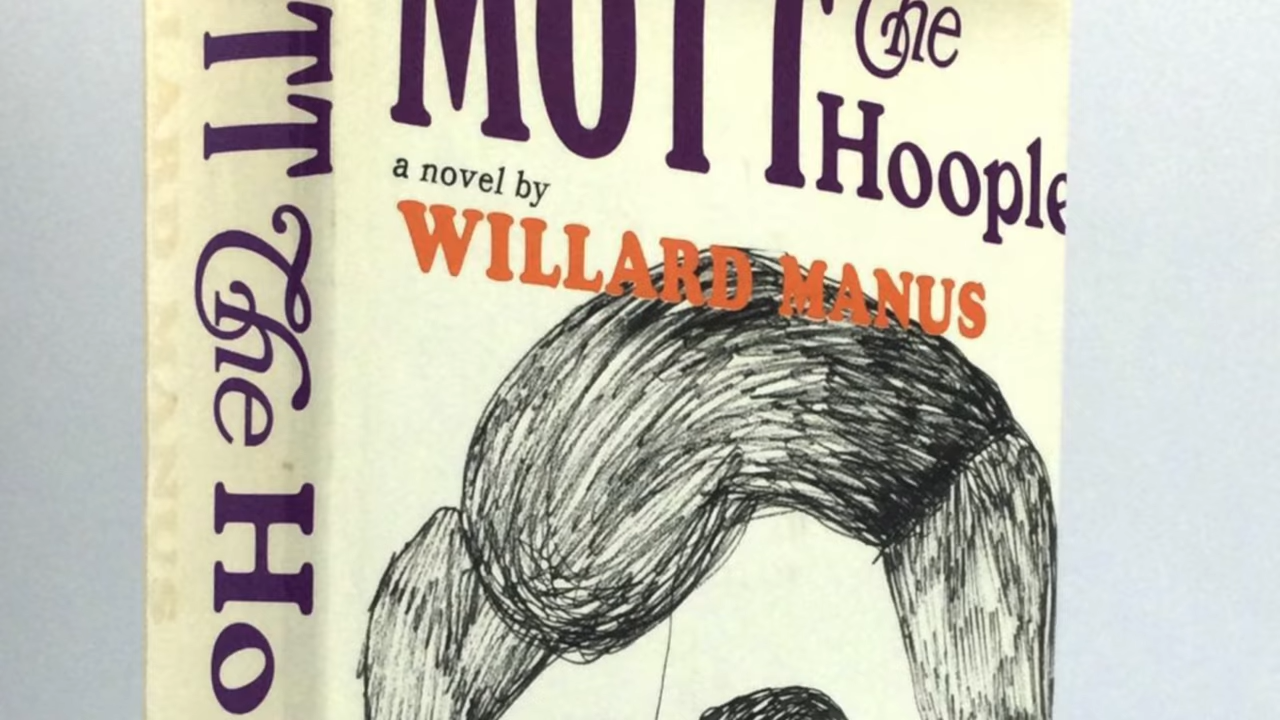 MOTT The
Hoople
a novel by
WILLARD MANUS
TT The Ho